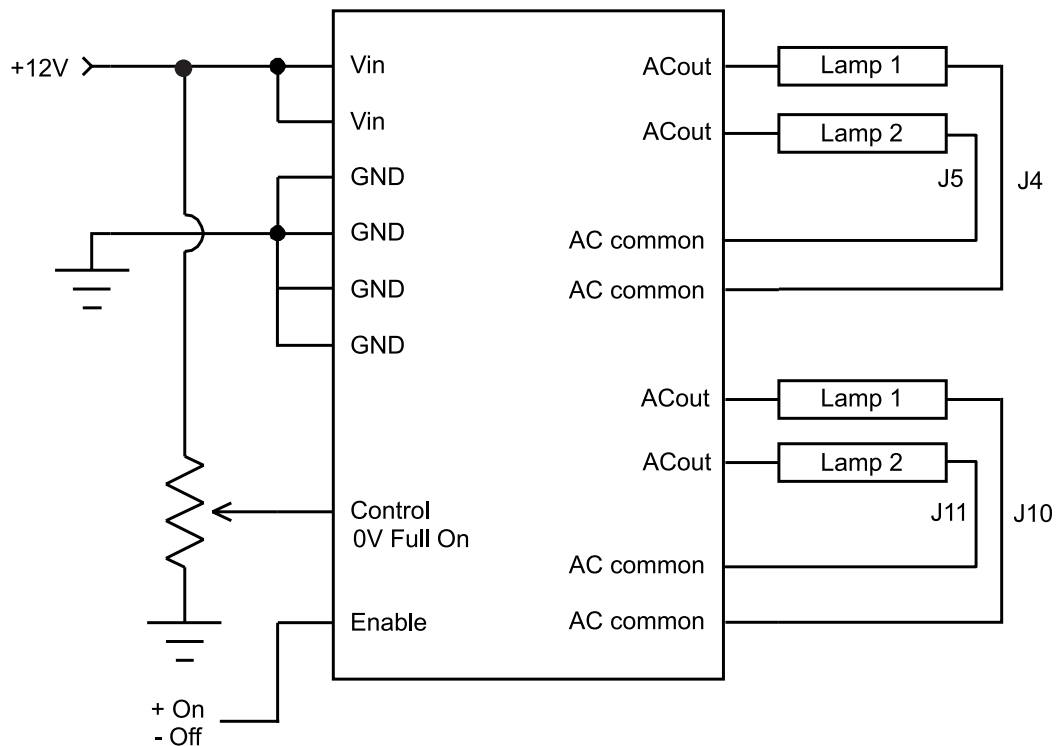 +12V
Vin
Vin
GND
GND
GND
GND
Control
0V Full On
Enable
+ On
- Off
ACout
Lamp 1
ACout
Lamp 2
J5
J4
AC common
AC common
ACout
Lamp 1
ACout
Lamp 2
J11
J10
AC common
AC common